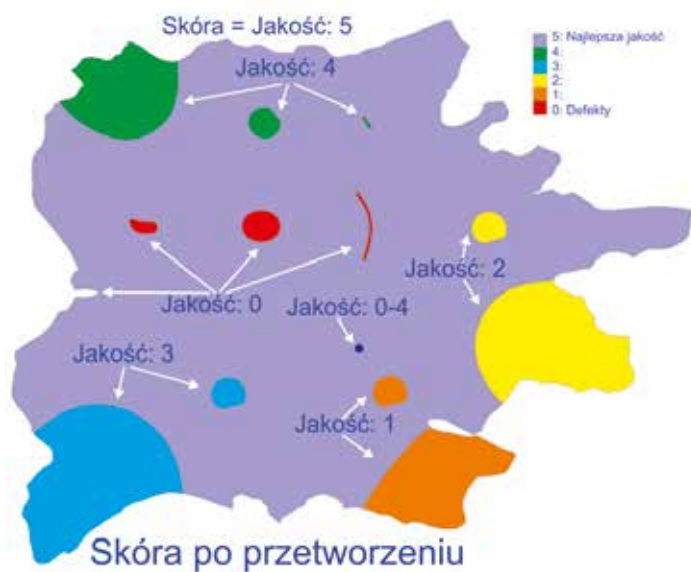 Skóra = Jakość: 5
5: Najlepsza jakość
4:
3:
2:
1:
0: Defekty
Jakość: 4
Jakość: 2
Jakość: 0
Jakość: 0-4
Jakość: 3
Jakość: 1
Skóra po przetworzeniu